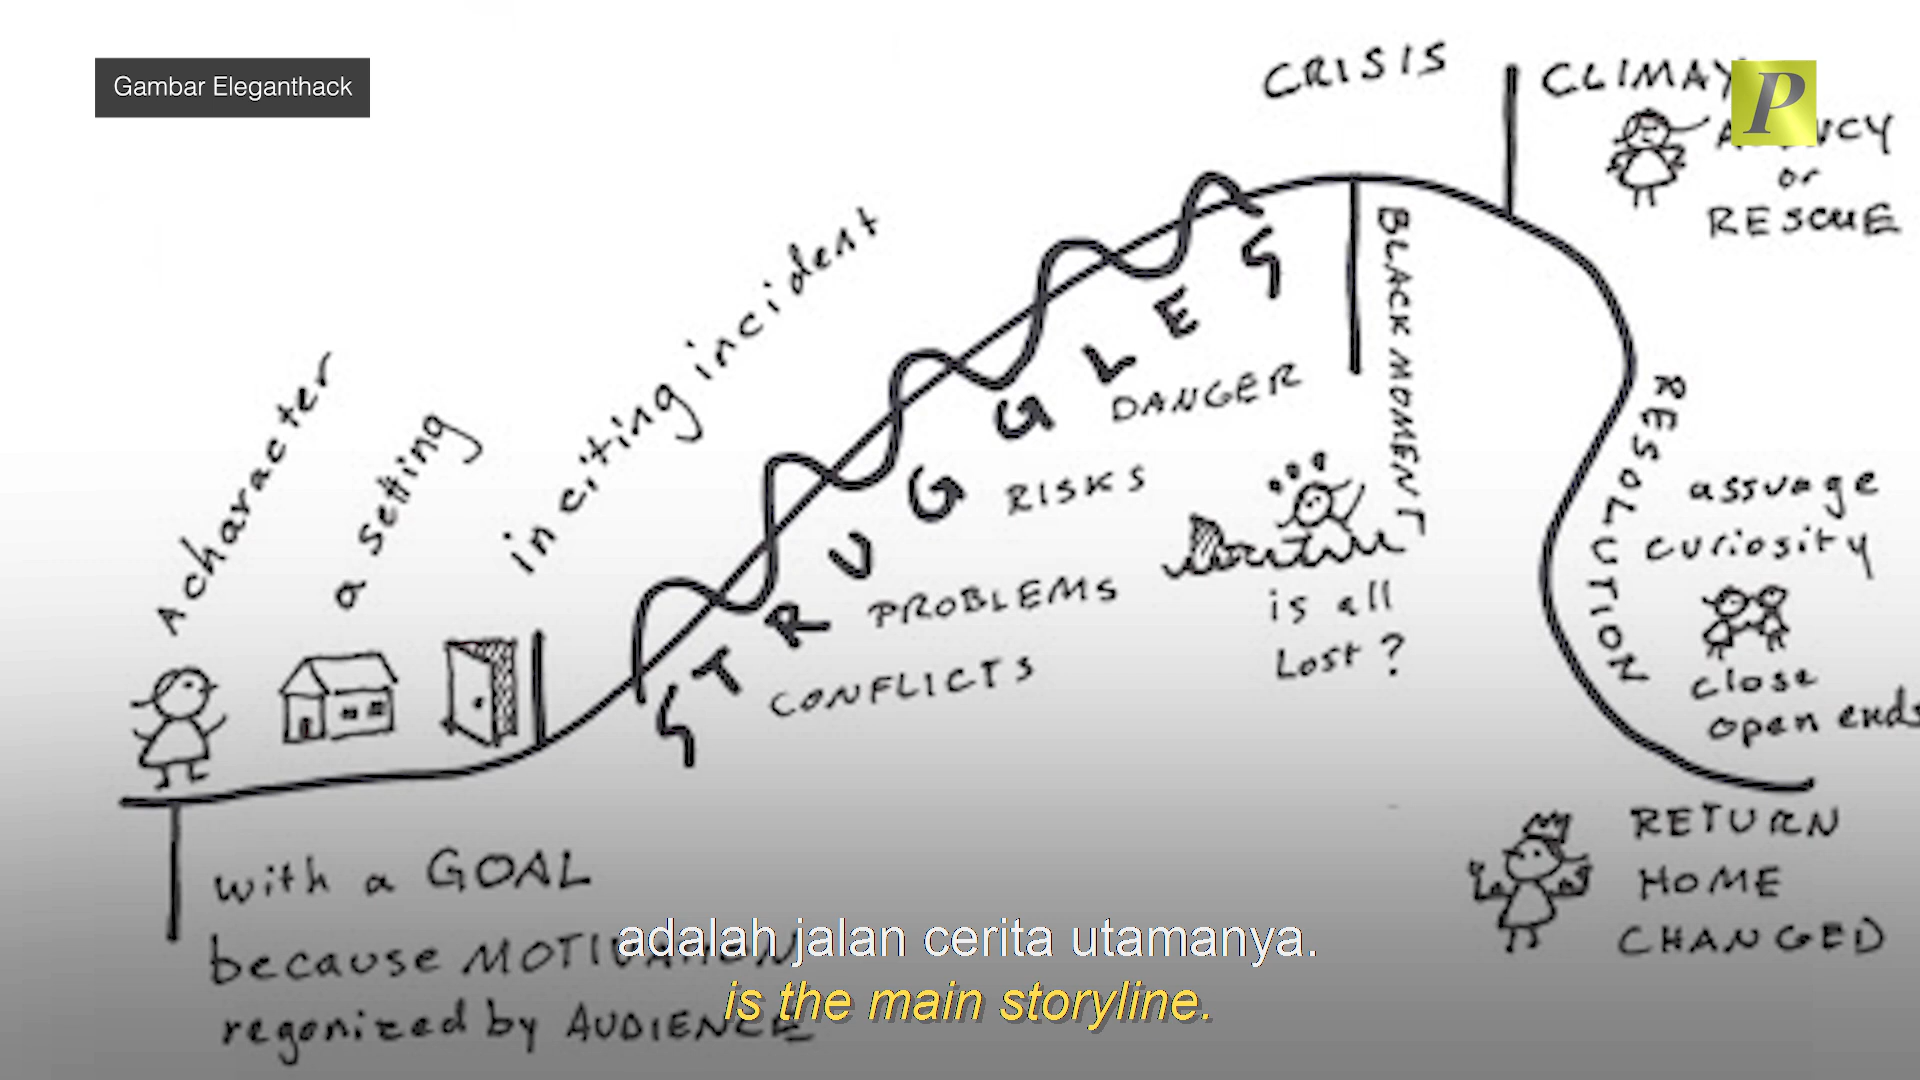 Gambar Eleganthack
P
CRISIS
CLIMAX
or
RESCUE
A character
a setting
inciting incident
STRUGGLES
BLACK MOMENT
DANGER
RISKS
PROBLEMS
CONFLICTS
is all
Lost?
RESOLUTION
assuage
curiosity
close
open ends
RETURN
HOME
CHANGED
with a GOAL
because MOTIVATION
regonized by AUDIENCE
adalah jalan cerita utamanya.
is the main storyline.